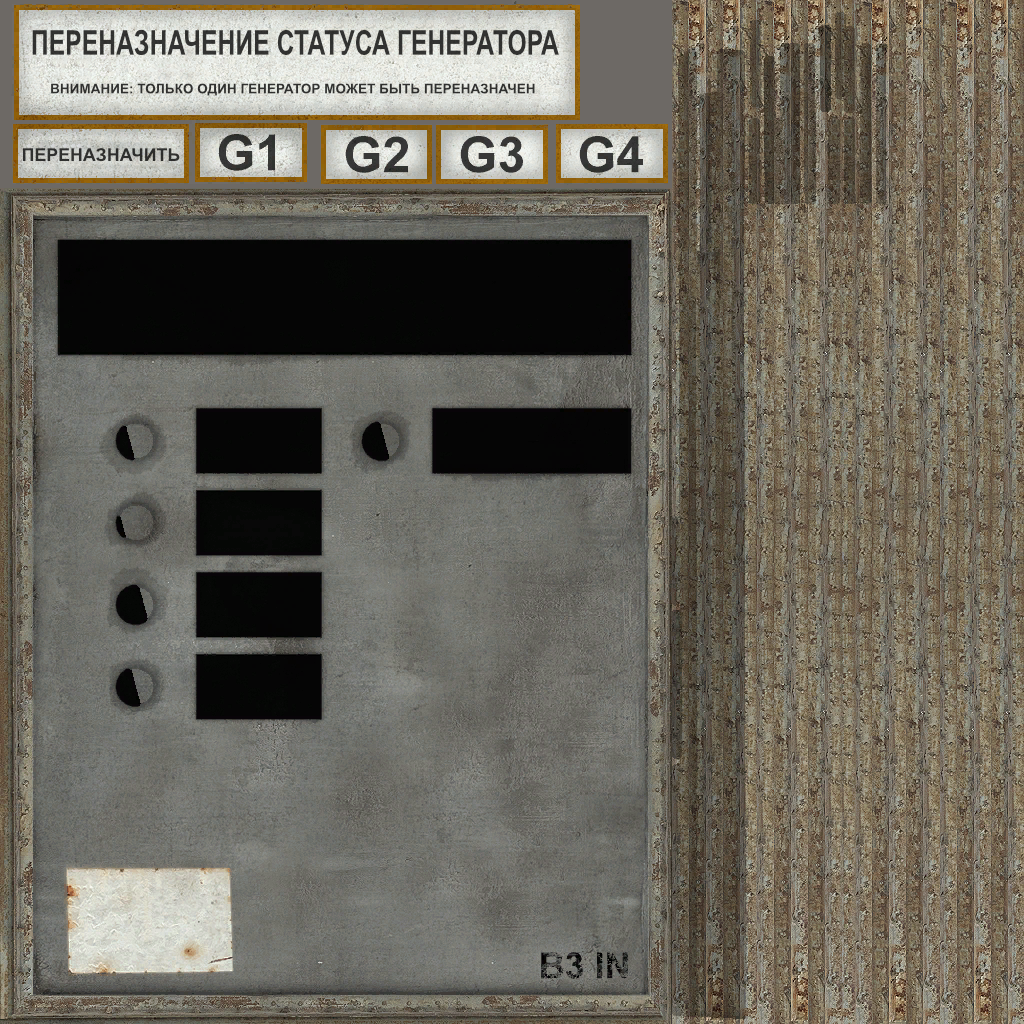 ПЕРЕНАЗНАЧЕНИЕ СТАТУСА ГЕНЕРАТОРА
ВНИМАНИЕ: ТОЛЬКО ОДИН ГЕНЕРАТОР МОЖЕТ БЫТЬ ПЕРЕНАЗНАЧЕН
ПЕРЕНАЗНАЧИТЬ G1 G2 G3 G4
B3 IN